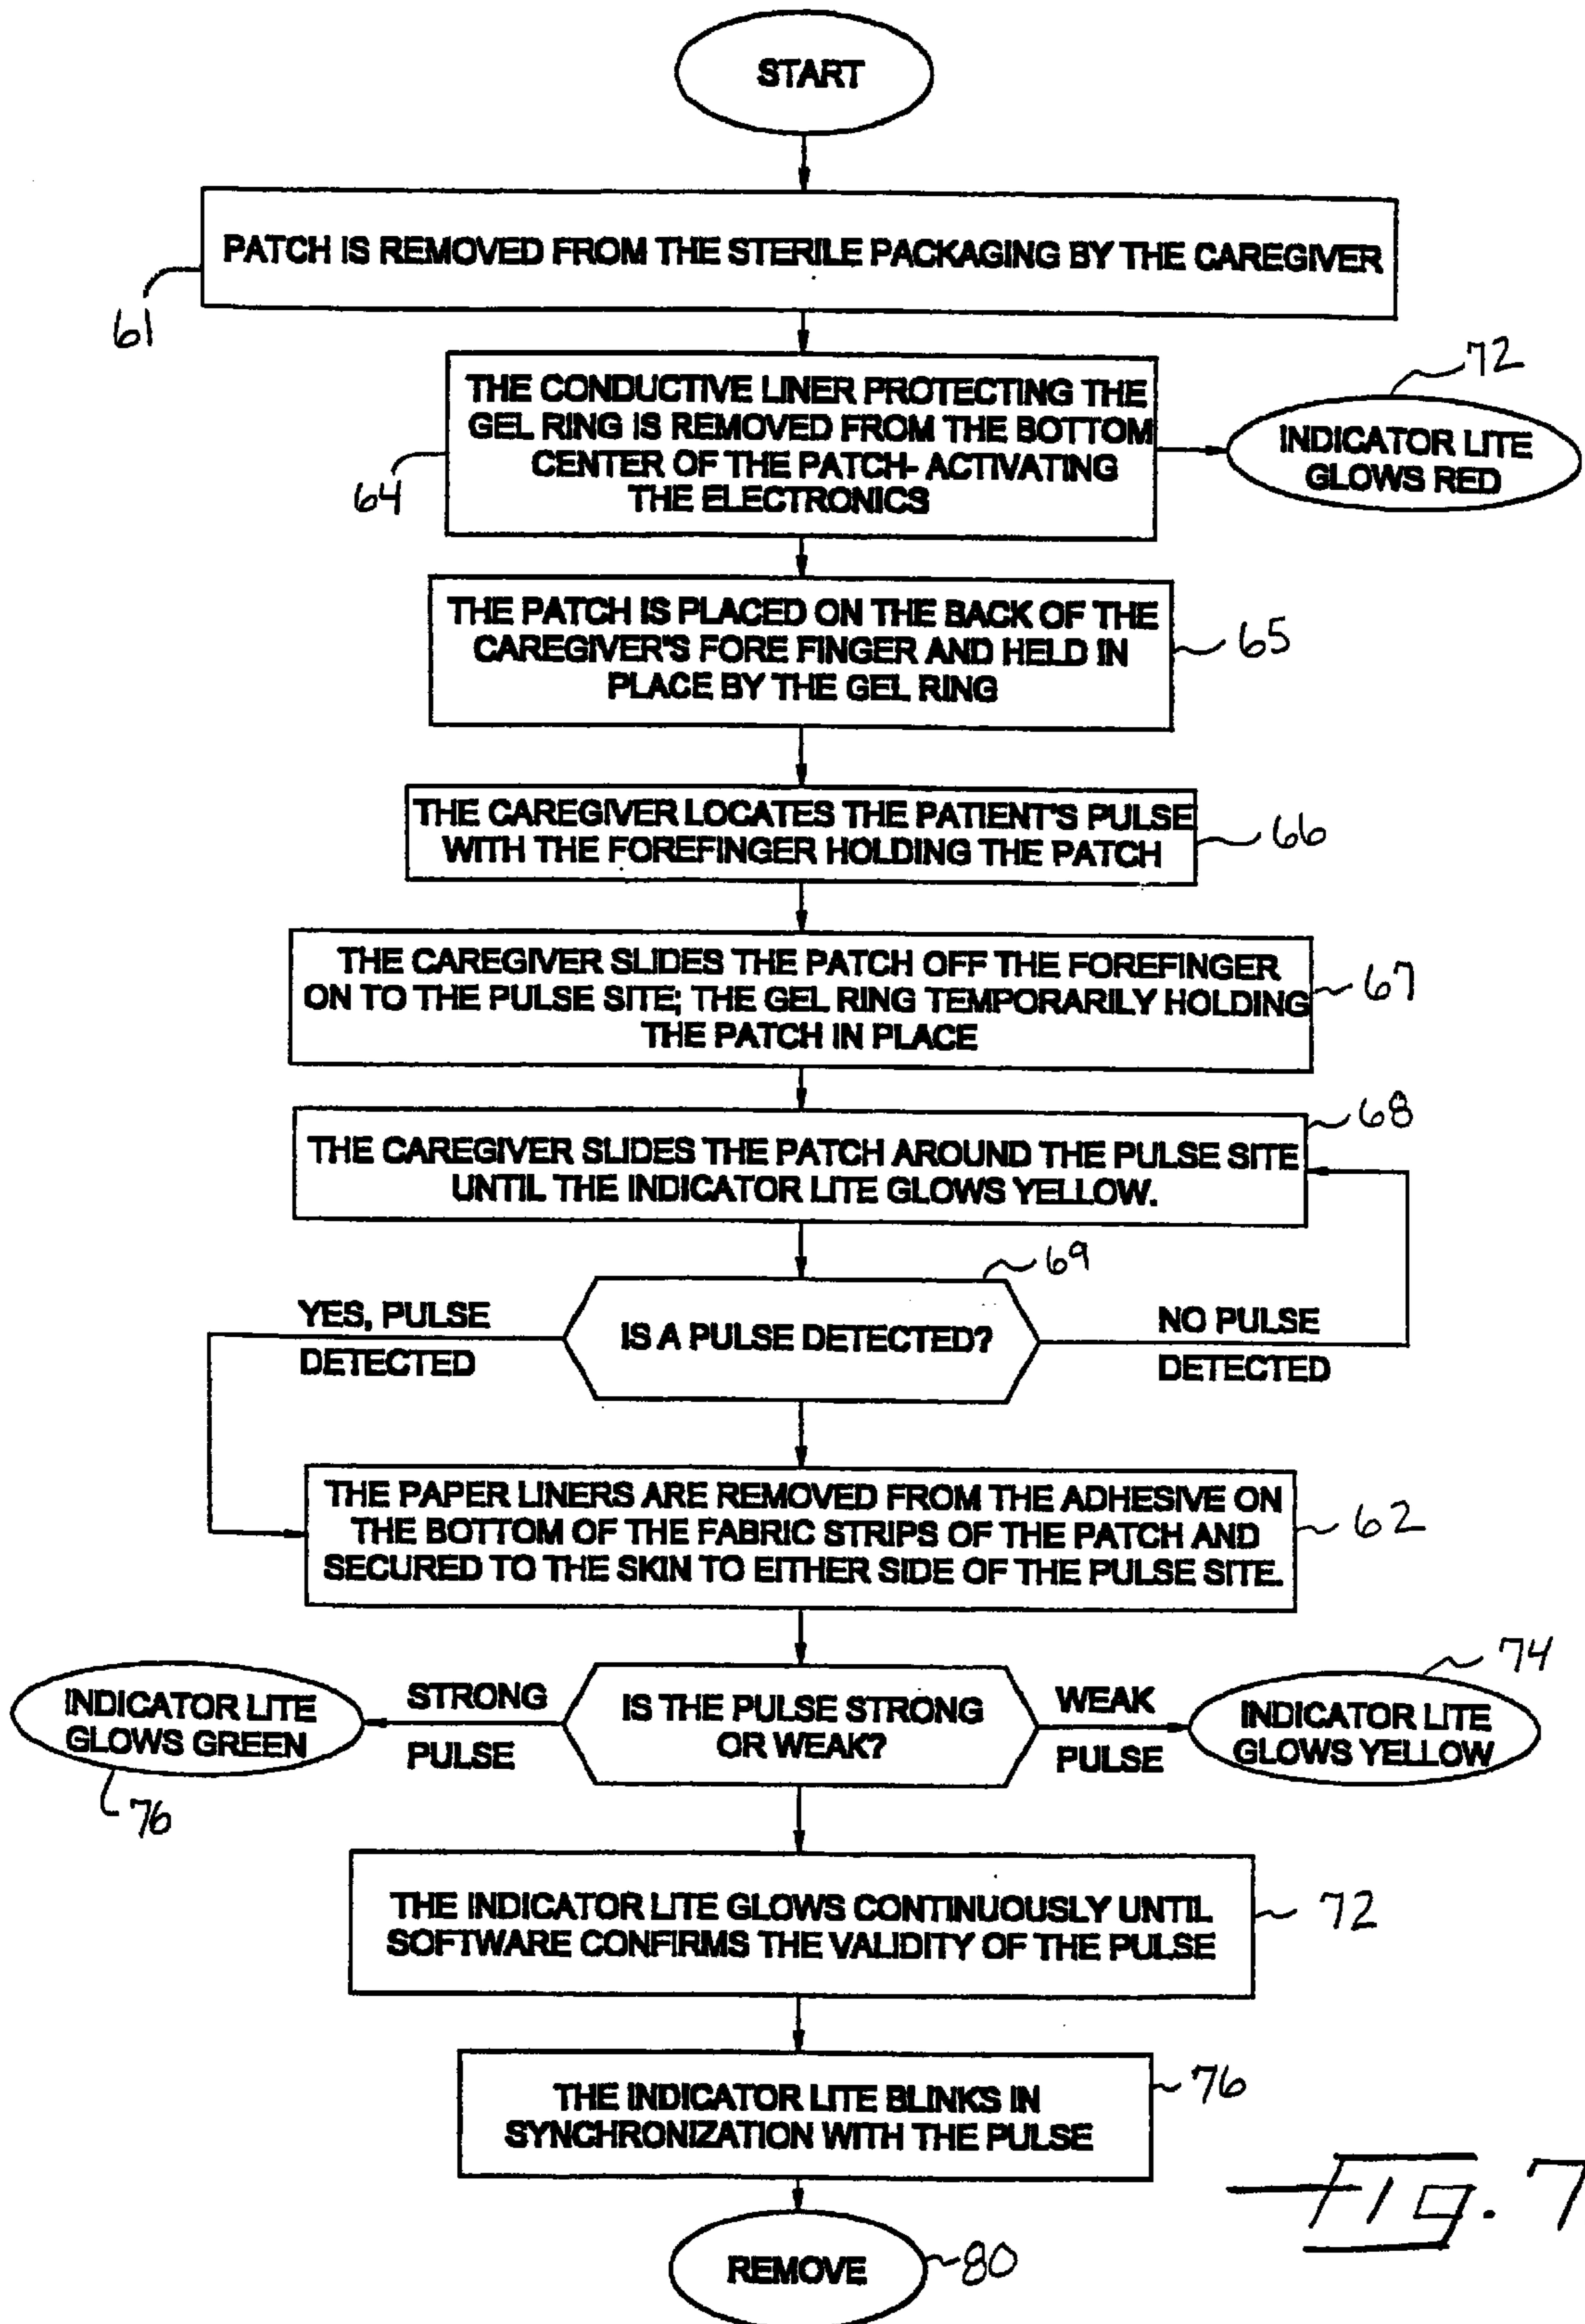 START
PATCH IS REMOVED FROM THE STERILE PACKAGING BY THE CAREGIVER
61
THE CONDUCTIVE LINER PROTECTING THE
GEL RING IS REMOVED FROM THE BOTTOM
CENTER OF THE PATCH- ACTIVATING
THE ELECTRONICS
64
72
INDICATOR LITE
GLOWS RED
THE PATCH IS PLACED ON THE BACK OF THE
CAREGIVER'S FORE FINGER AND HELD IN
PLACE BY THE GEL RING
65
THE CAREGIVER LOCATES THE PATIENT'S PULSE
WITH THE FOREFINGER HOLDING THE PATCH
66
THE CAREGIVER SLIDES THE PATCH OFF THE FOREFINGER
ON TO THE PULSE SITE; THE GEL RING TEMPORARILY HOLDING
THE PATCH IN PLACE
67
68
THE CAREGIVER SLIDES THE PATCH AROUND THE PULSE SITE
UNTIL THE INDICATOR LITE GLOWS YELLOW.
69
YES, PULSE
DETECTED
IS A PULSE DETECTED?
NO PULSE
DETECTED
THE PAPER LINERS ARE REMOVED FROM THE ADHESIVE ON
THE BOTTOM OF THE FABRIC STRIPS OF THE PATCH AND
SECURED TO THE SKIN TO EITHER SIDE OF THE PULSE SITE.
62
INDICATOR LITE
GLOWS GREEN
76
STRONG
PULSE
IS THE PULSE STRONG
OR WEAK?
WEAK
PULSE
74
INDICATOR LITE
GLOWS YELLOW
THE INDICATOR LITE GLOWS CONTINUOUSLY UNTIL
SOFTWARE CONFIRMS THE VALIDITY OF THE PULSE
72
THE INDICATOR LITE BLINKS IN
SYNCHRONIZATION WITH THE PULSE
76
REMOVE
80
Fig. 7